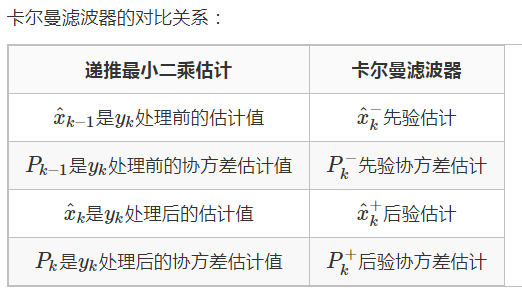 卡尔曼滤波器的对比关系：
递推最小二乘估计 卡尔曼滤波器
$\hat{x}_{k-1}$是$y_k$处理前的估计值 $\hat{x}_k^-$先验估计
$P_{k-1}$是$y_k$处理前的协方差估计值 $P_k^-$先验协方差估计
$\hat{x}_k$是$y_k$处理后的估计值 $\hat{x}_k^+$后验估计
$P_k$是$y_k$处理后的协方差估计值 $P_k^+$后验协方差估计